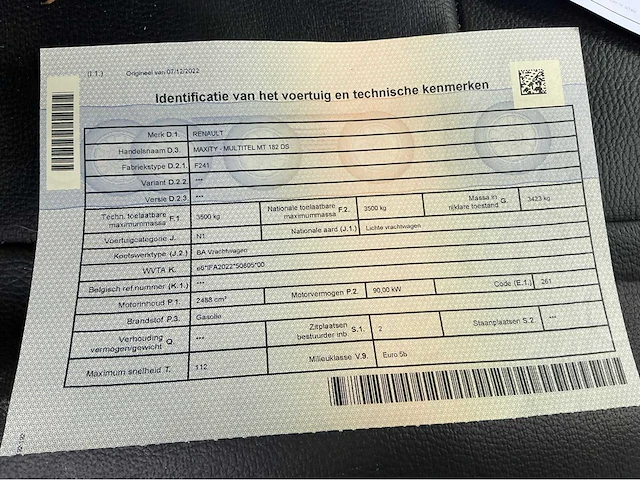 (I.1.) Origineel van 07/12/2022
Identificatie van het voertuig en technische kenmerken
Merk D.1. RENAULT
Handelsnaam D.3. MAXITY - MULTITEL MT 182 DS
Fabriekstype D.2.1. F241
Variant D.2.2. ***
Versie D.2.3. ***
Techn. toelaatbare maximummassa F.1. 3500 kg Nationale toelaatbare maximummassa F.2. 3500 kg Massa in rijklare toestand G. 3423 kg
Voertuigcategorie J. N1 Nationale aard (J.1.) Lichte vrachtwagen
Koetswerktype (J.2.) BA Vrachtwagen
WVTA K. e6*IFA2022*50605*00
Belgisch ref.nummer (K.1.) ***
Motorinhoud P.1. 2488 cm³ Motorvermogen P.2. 90,00 kW Code (E.1.) 261
Brandstof P.3. Gasolie
Verhouding vermogen/gewicht Q. *** Zitplaatsen bestuurder inb S.1. 2 Staanplaatsen S.2. ***
Maximum snelheid T. 112 Milieuklasse V.9. Euro 5b